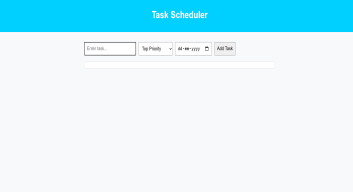 Task Scheduler
Enter task... Top Priority dd-mm-yyyy Add Task